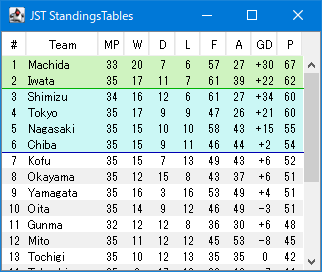 JST StandingsTables
# Team MP W D L F A GD P
1 Machida 33 20 7 6 57 27 +30 67
2 Iwata 35 17 11 7 61 39 +22 62
3 Shimizu 34 16 12 6 61 27 +34 60
4 Tokyo 35 17 9 9 47 26 +21 60
5 Nagasaki 35 15 10 10 58 43 +15 55
6 Chiba 35 15 9 11 46 44 +2 54
7 Kofu 35 15 7 13 49 43 +6 52
8 Okayama 35 12 15 8 43 37 +6 51
9 Yamagata 35 16 3 16 53 49 +4 51
10 Oita 35 14 9 12 46 49 -3 51
11 Gunma 32 12 12 8 36 30 +6 48
12 Mito 35 11 12 12 45 53 -8 45
13 Tochigi 35 10 12 13 35 35 0 42